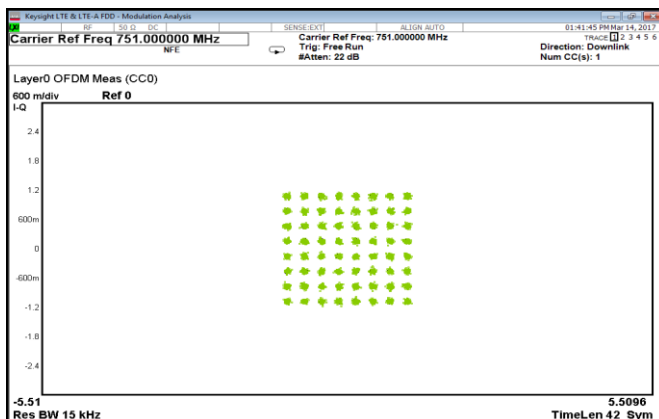 Keysight LTE & LTE-A FDD - Modulation Analysis
RF 50 Ω DC SENSE:EXT ALIGN AUTO 01:41:45 PM Mar 14, 2017
Carrier Ref Freq 751.000000 MHz Carrier Ref Freq: 751.000000 MHz TRACE 1 2 3 4 5 6
NFE Trig: Free Run Direction: Downlink
#Atten: 22 dB Num CC(s): 1
Layer0 OFDM Meas (CC0)
600 m/div Ref 0
I-Q
2.4
1.8
1.2
600m
0
-600m
-1.2
-1.8
-2.4
-5.51 5.5096
Res BW 15 kHz TimeLen 42 Sym